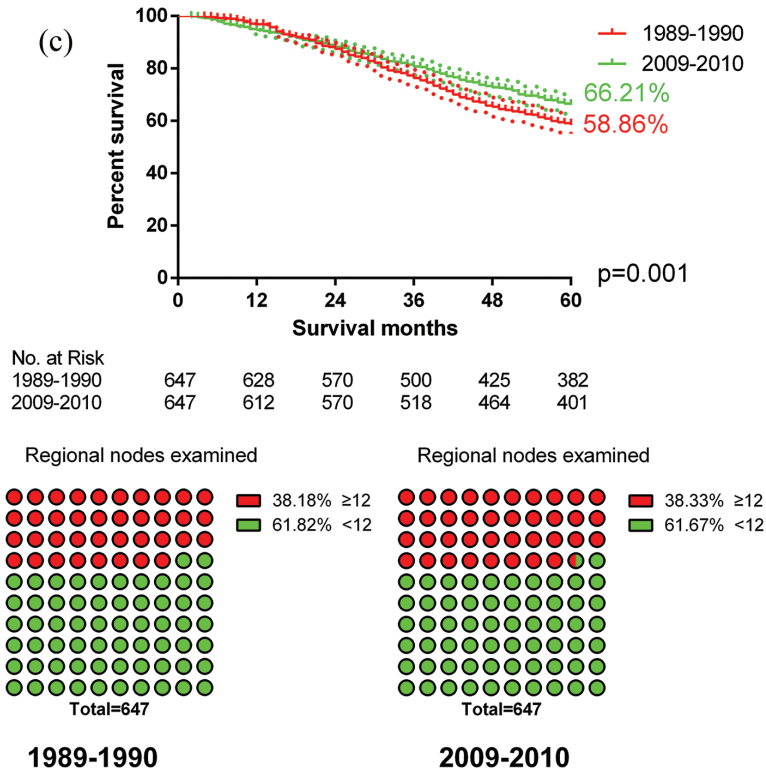 (c)
100
80
60
40
20
0
Percent survival
0 12 24 36 48 60
Survival months
1989-1990
2009-2010
66.21%
58.86%
p=0.001
No. at Risk
1989-1990 647 628 570 500 425 382
2009-2010 647 612 570 518 464 401
Regional nodes examined
38.18% ≥12
61.82% <12
Total=647
1989-1990
Regional nodes examined
38.33% ≥12
61.67% <12
Total=647
2009-2010